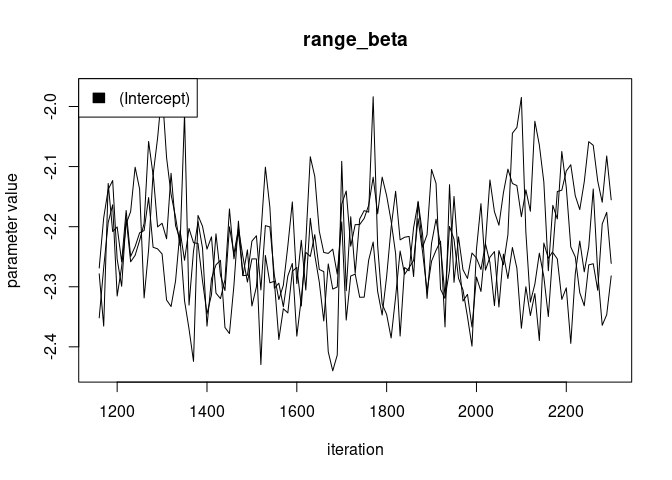 range_beta
(Intercept)
parameter value
-2.0
-2.1
-2.2
-2.3
-2.4
1200 1400 1600 1800 2000 2200
iteration